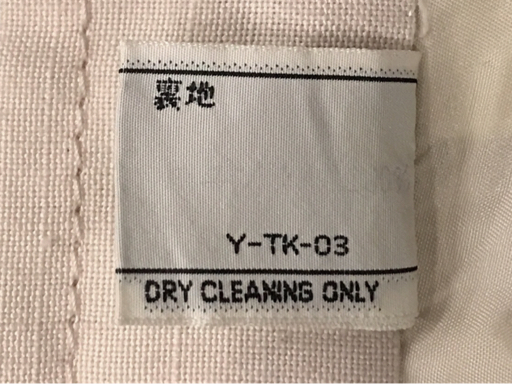 裏地
Y-TK-03
DRY CLEANING ONLY